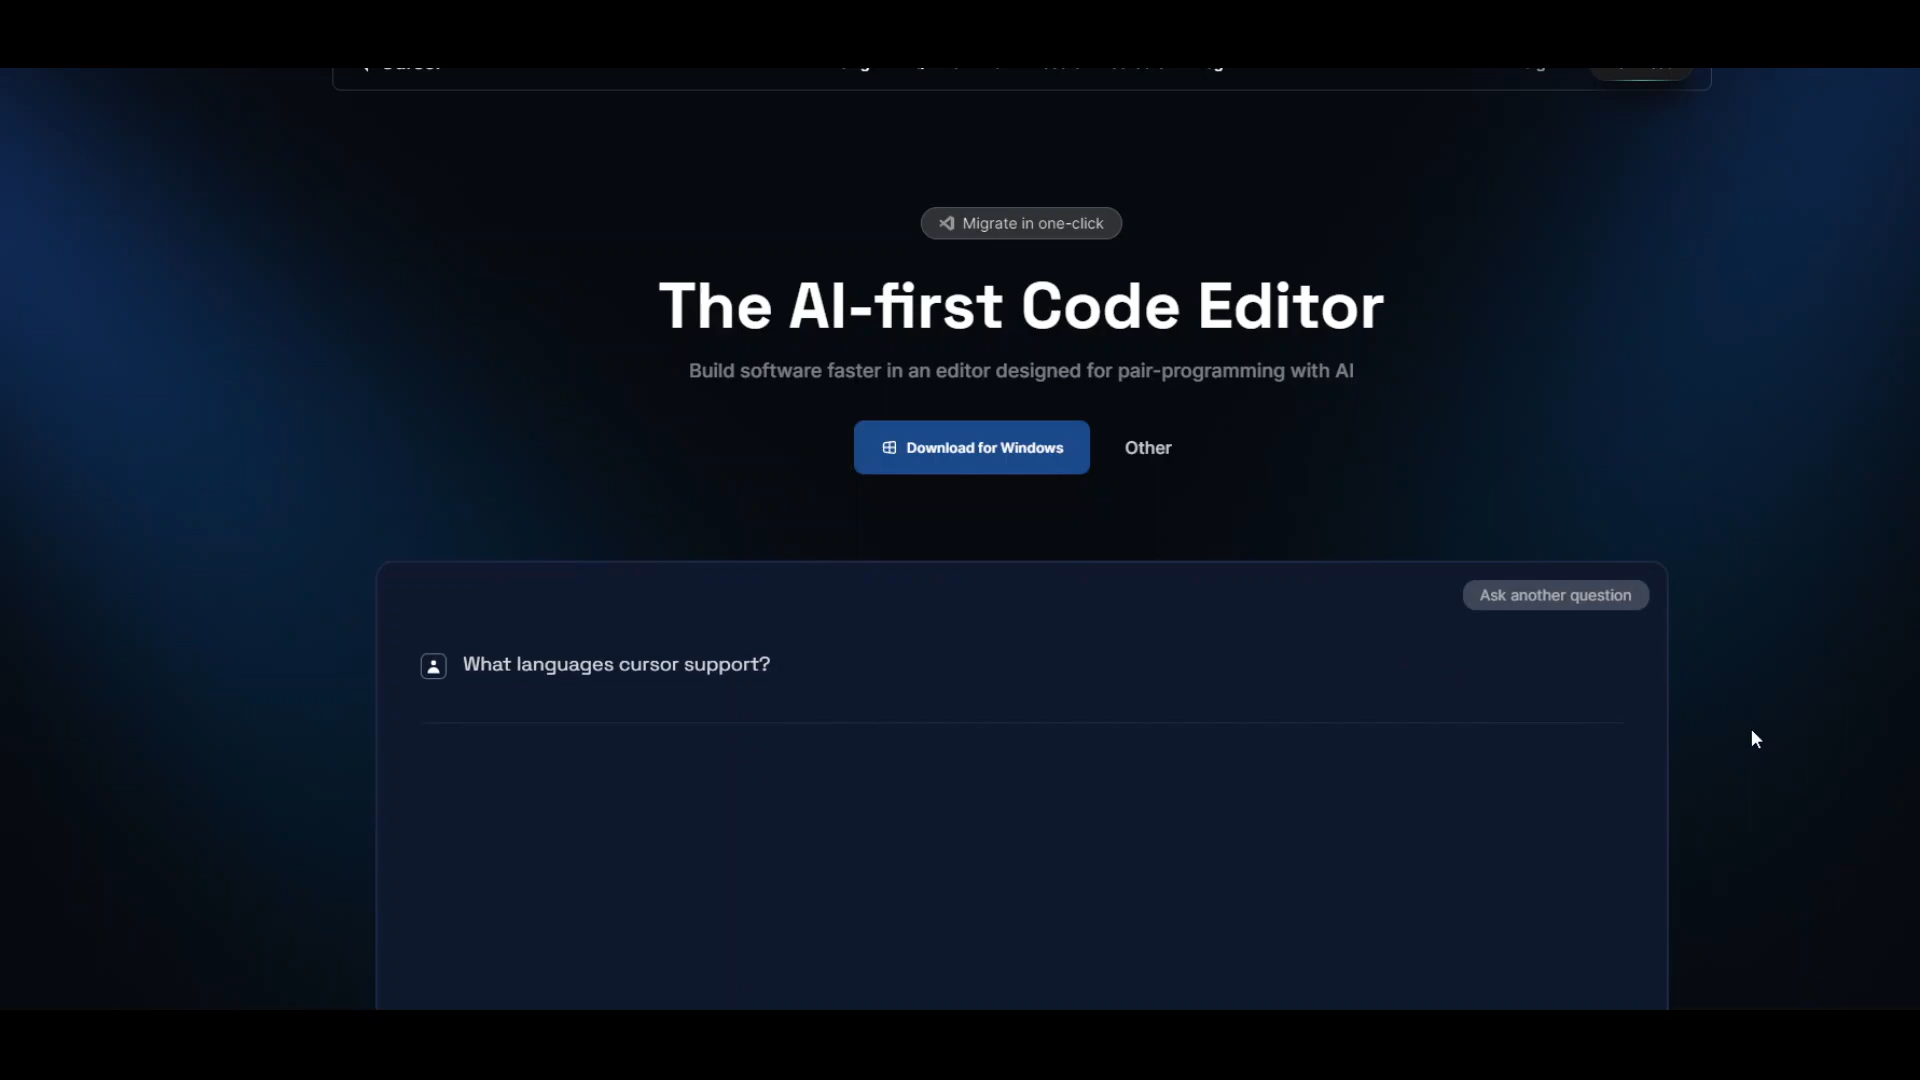 Migrate in one-click
The AI-first Code Editor
Build software faster in an editor designed for pair-programming with AI
Download for Windows
Other
Ask another question
What languages cursor support?